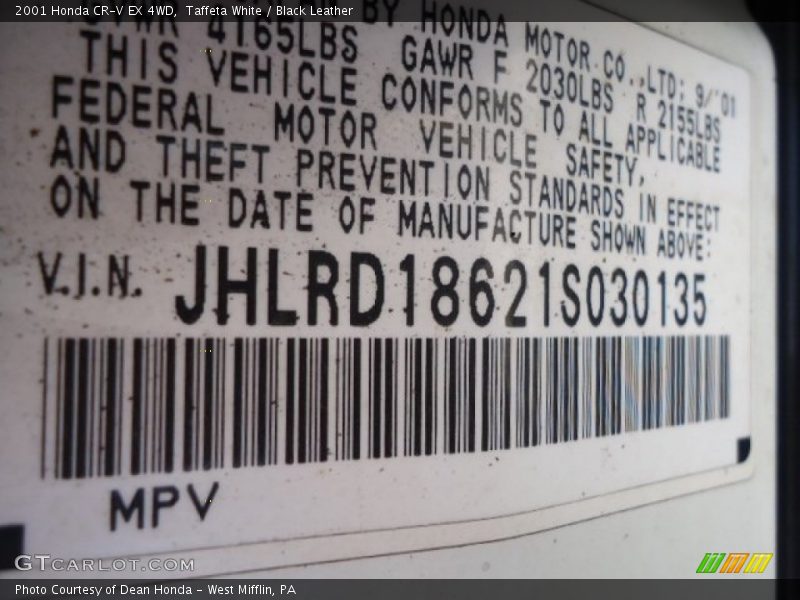 2001 Honda CR-V EX 4WD, Taffeta White / Black Leather
BY HONDA MOTOR CO.,LTD; 9/'01
GVWR 4165LBS GAWR F 2030LBS R 2155LBS
THIS VEHICLE CONFORMS TO ALL APPLICABLE
FEDERAL MOTOR VEHICLE SAFETY,
AND THEFT PREVENTION STANDARDS IN EFFECT
ON THE DATE OF MANUFACTURE SHOWN ABOVE:
V.I.N. JHLRD18621S030135
MPV
GTCARLOT.COM
Photo Courtesy of Dean Honda - West Mifflin, PA